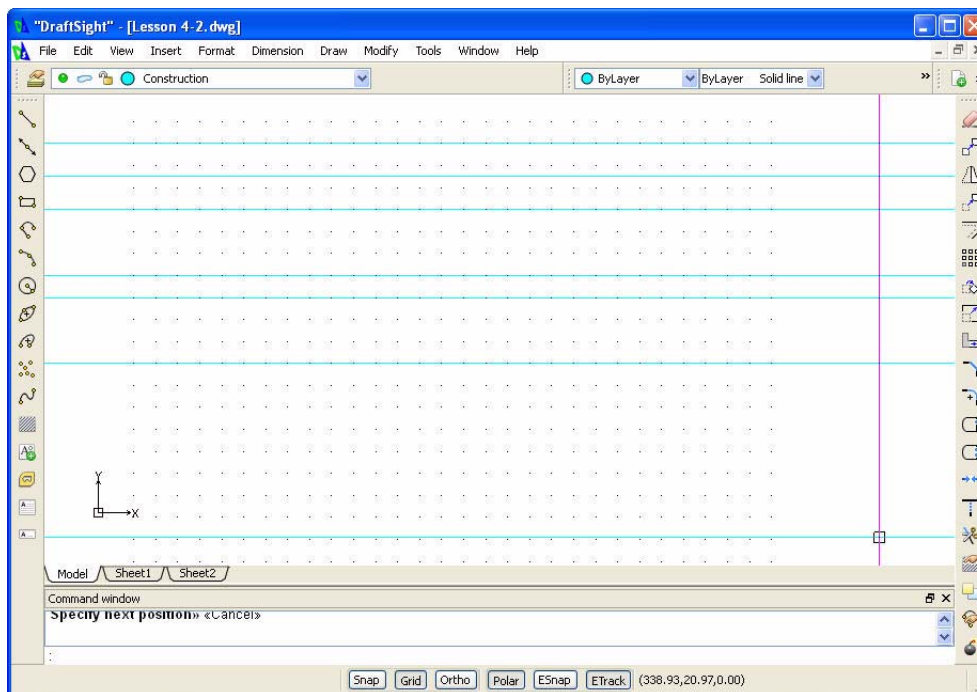 "DraftSight" - [Lesson 4-2.dwg]
File Edit View Insert Format Dimension Draw Modify Tools Window Help
Construction ByLayer ByLayer Solid line »
Y
X
Model Sheet1 Sheet2
Command window
Specify next position» «Cancel»
:
Snap Grid Ortho Polar ESnap ETrack (338.93,20.97,0.00)